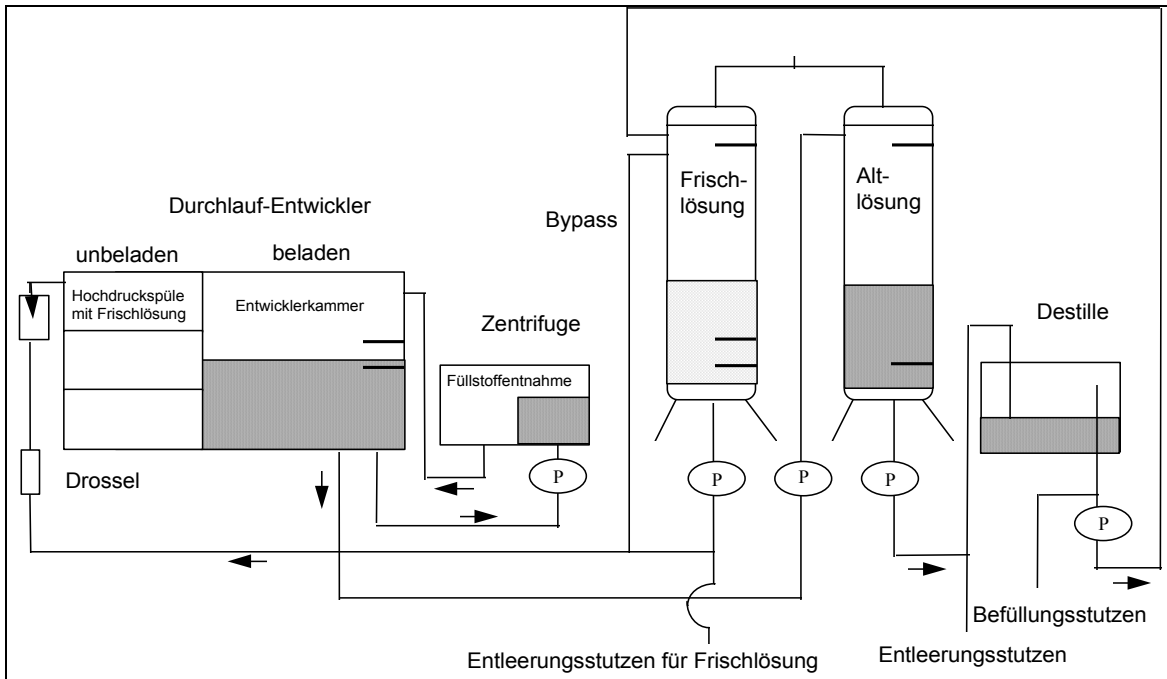 Durchlauf-Entwickler
unbeladen
beladen
Hochdruckspüle
mit Frischlösung
Entwicklerkammer
Drossel
Bypass
Zentrifuge
Füllstoffentnahme
P
Frisch-
lösung
Alt-
lösung
P
P
P
Destille
P
Befüllungsstutzen
Entleerungsstutzen
Entleerungsstutzen für Frischlösung